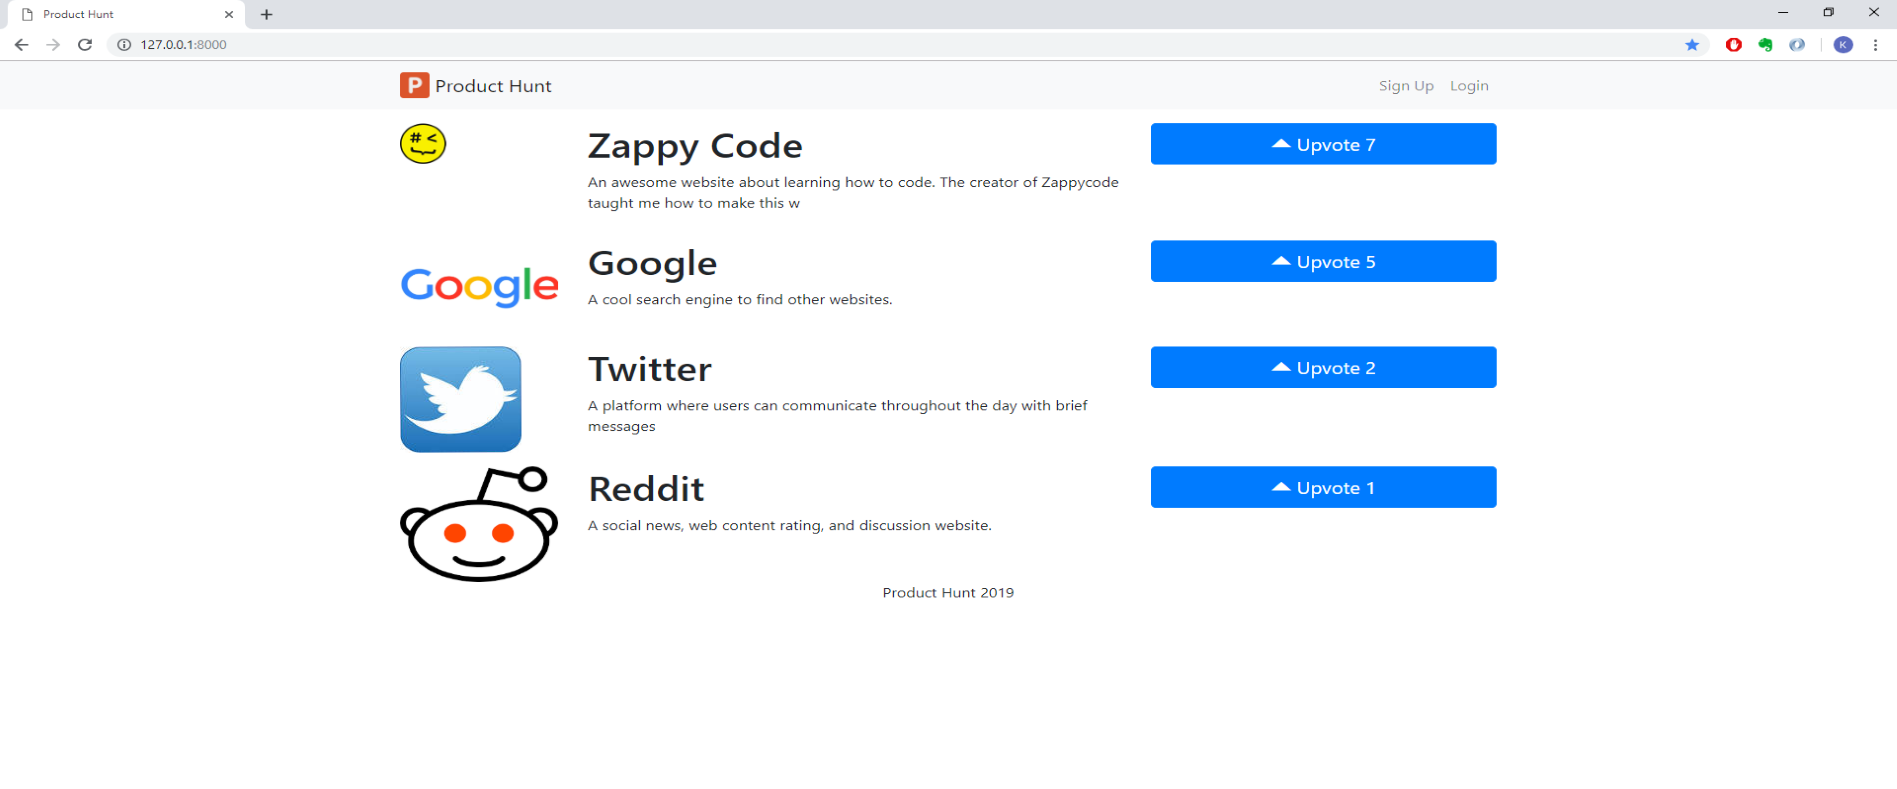 Product Hunt
127.0.0.1:8000
K
P Product Hunt
Sign Up Login
# <
Zappy Code
Upvote 7
An awesome website about learning how to code. The creator of Zappycode
taught me how to make this w
Google
Google
Upvote 5
A cool search engine to find other websites.
Twitter
Upvote 2
A platform where users can communicate throughout the day with brief
messages
Reddit
Upvote 1
A social news, web content rating, and discussion website.
Product Hunt 2019